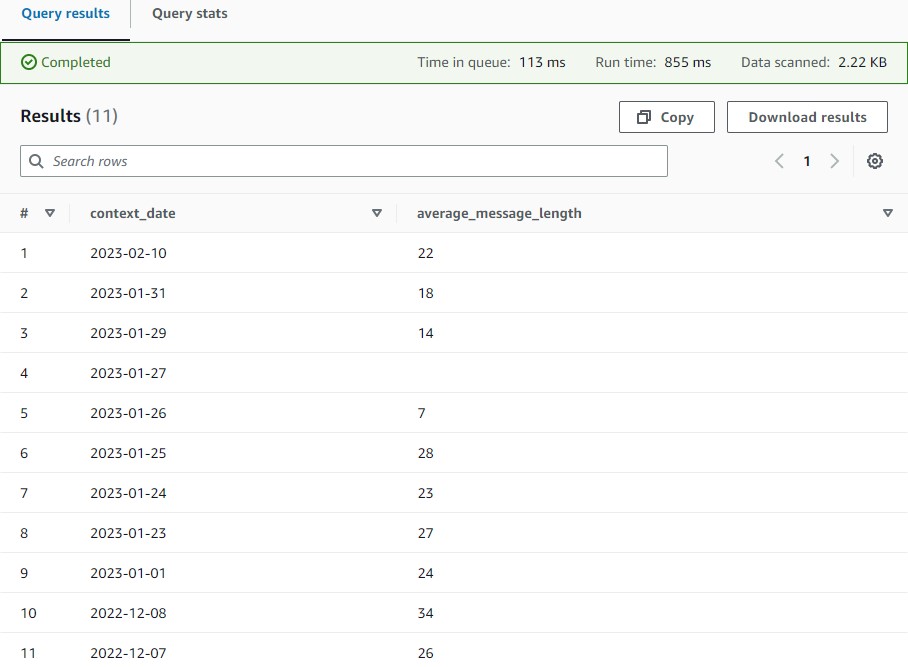 Query results Query stats
Completed Time in queue: 113 ms Run time: 855 ms Data scanned: 2.22 KB
Results (11) Copy Download results
Search rows 1
# context_date average_message_length
1 2023-02-10 22
2 2023-01-31 18
3 2023-01-29 14
4 2023-01-27
5 2023-01-26 7
6 2023-01-25 28
7 2023-01-24 23
8 2023-01-23 27
9 2023-01-01 24
10 2022-12-08 34
11 2022-12-07 26